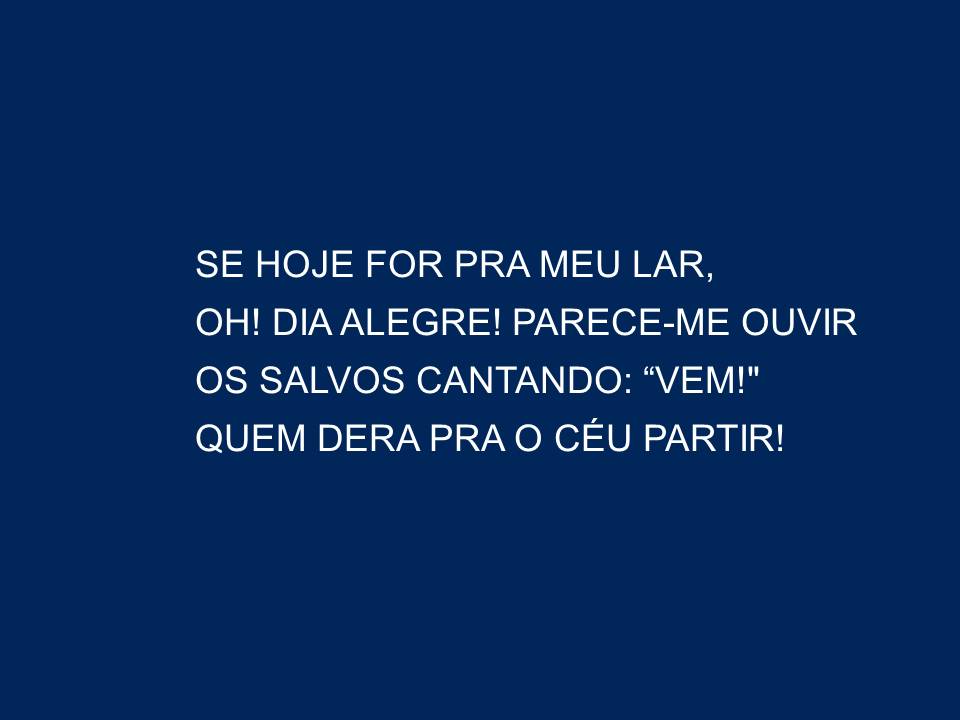 SE HOJE FOR PRA MEU LAR,
OH! DIA ALEGRE! PARECE-ME OUVIR
OS SALVOS CANTANDO: “VEM!"
QUEM DERA PRA O CÉU PARTIR!